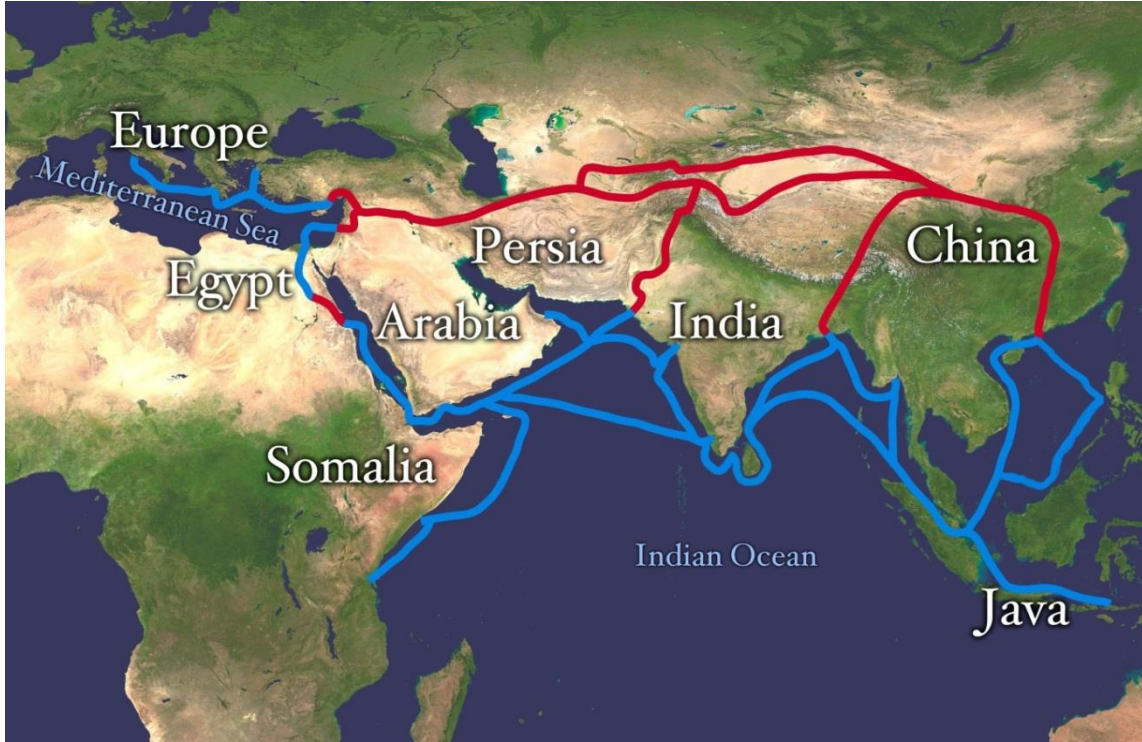 Europe
Mediterranean Sea
Egypt
Persia
China
Arabia
India
Somalia
Indian Ocean
Java